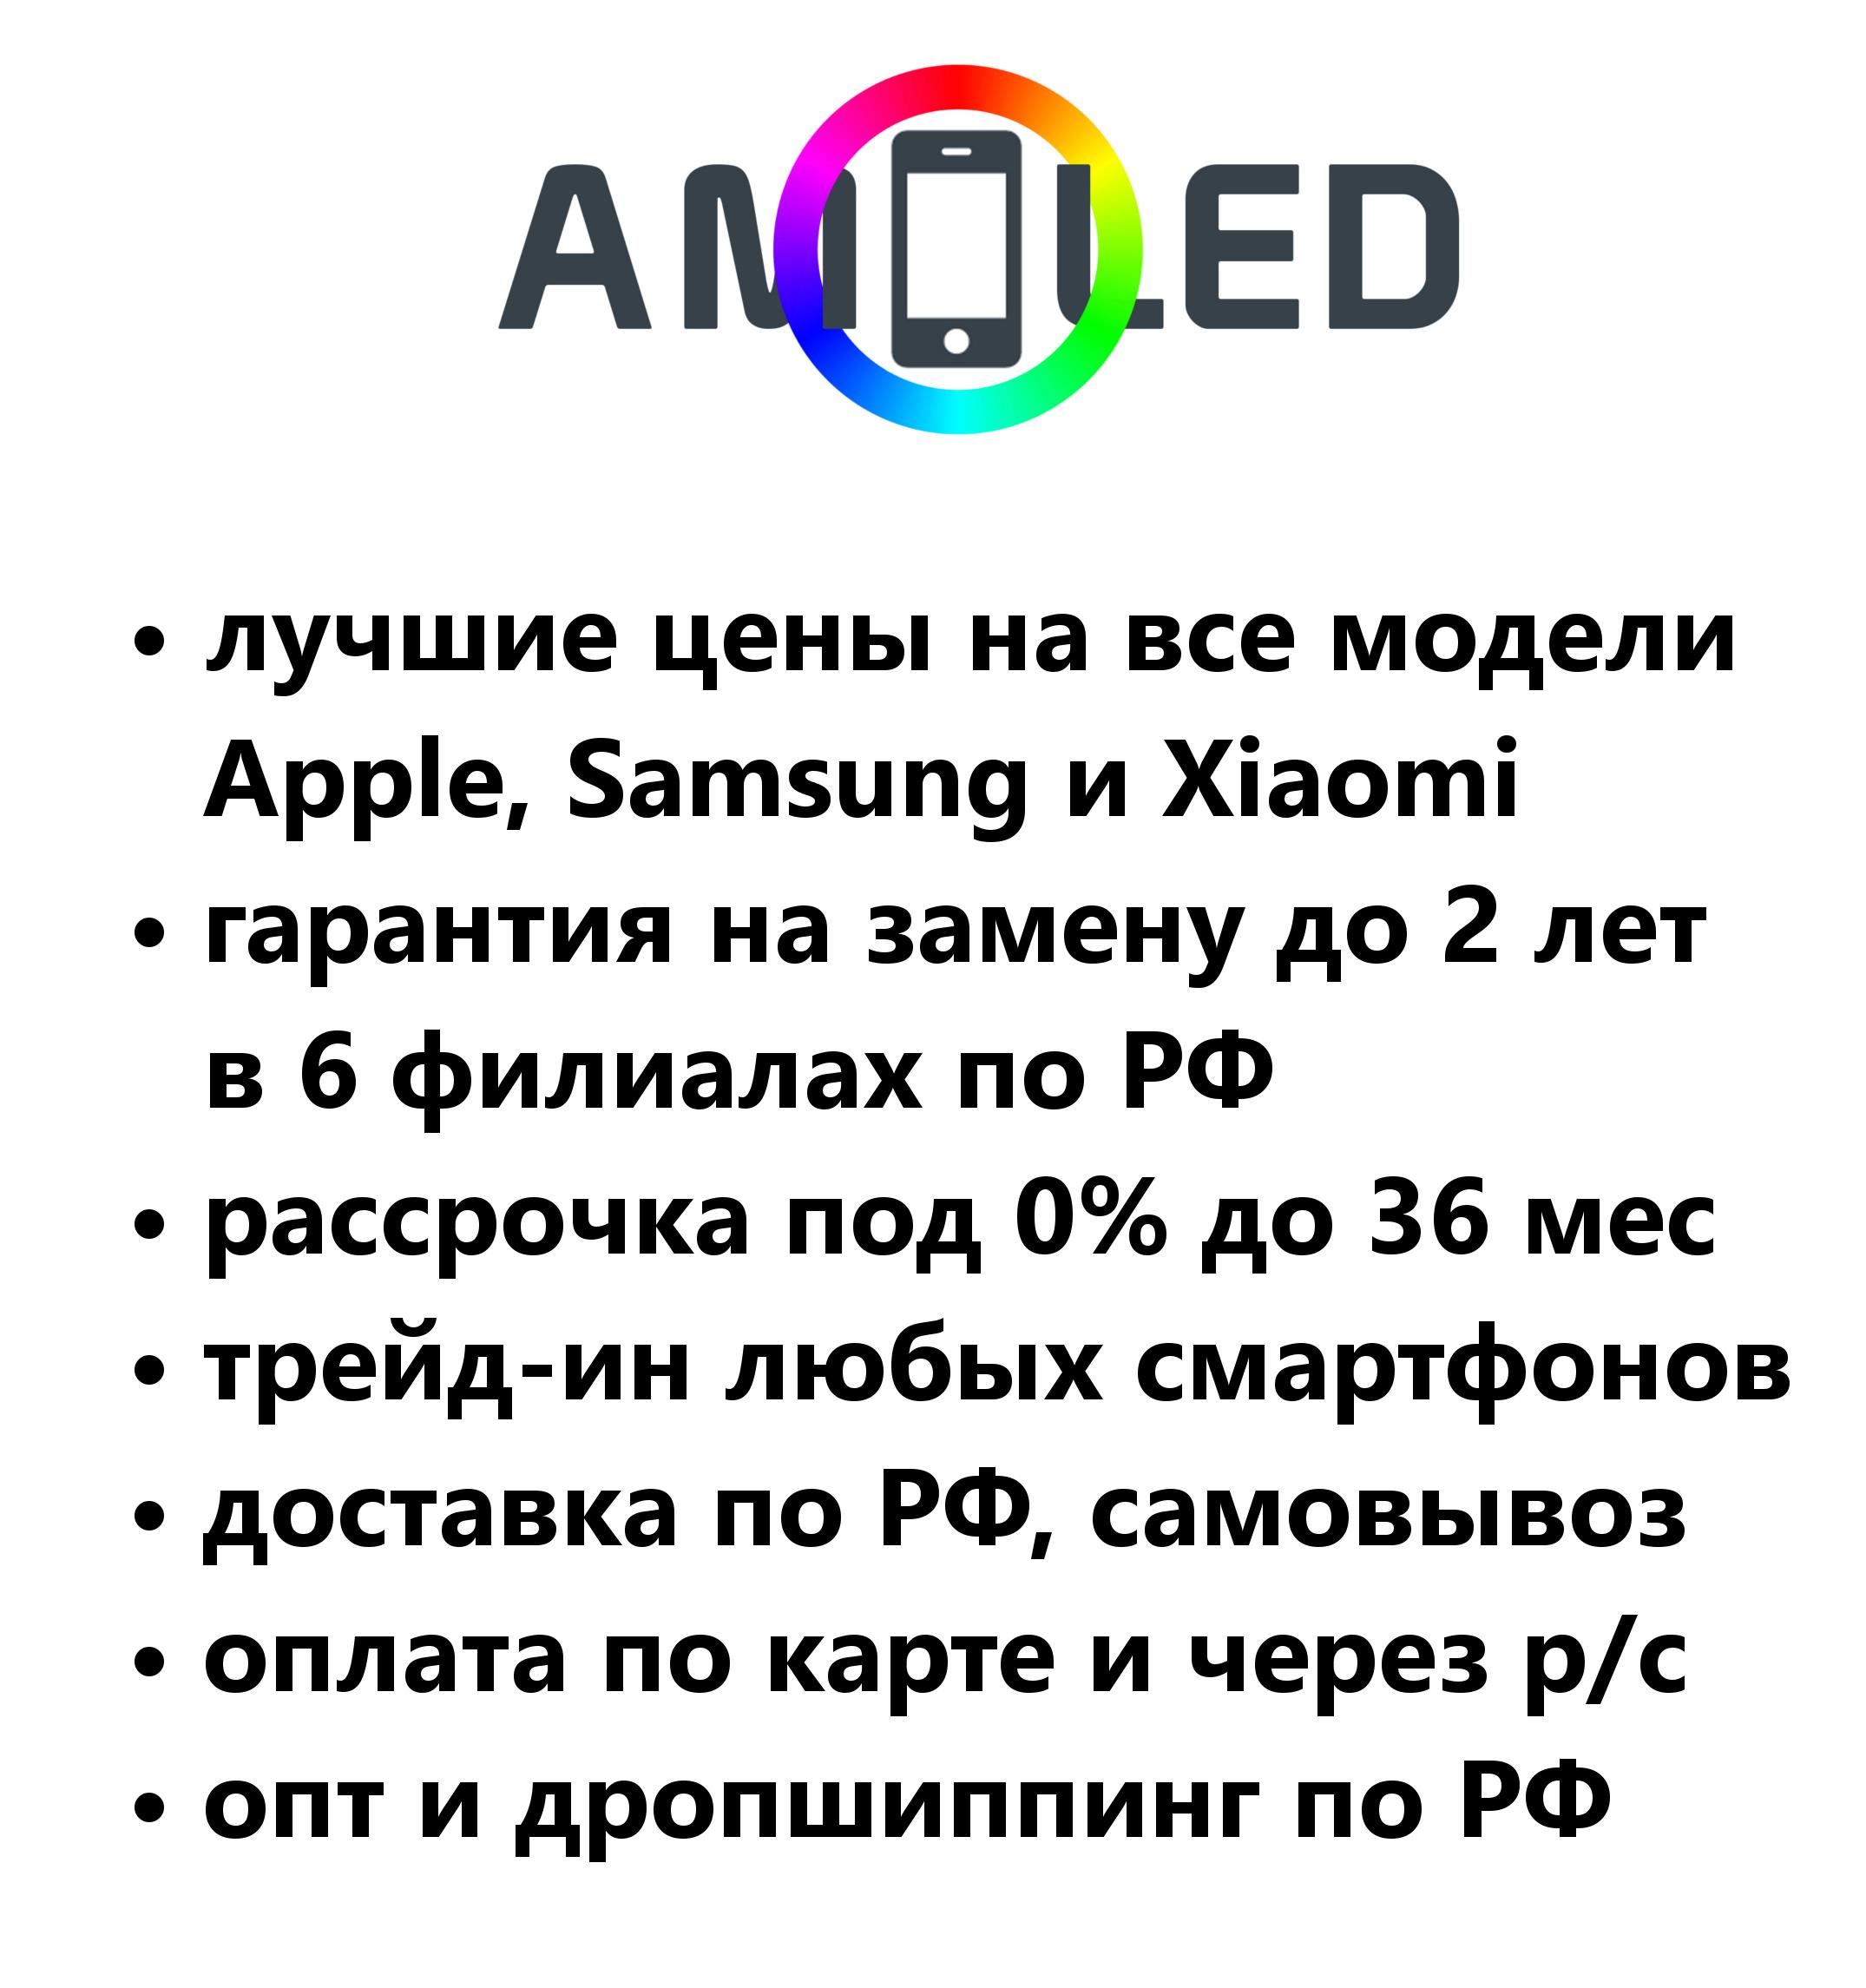 AMOLED
• лучшие цены на все модели
Apple, Samsung и Xiaomi
• гарантия на замену до 2 лет
в 6 филиалах по РФ
• рассрочка под 0% до 36 мес
• трейд-ин любых смартфонов
• доставка по РФ, самовывоз
• оплата по карте и через р/с
• опт и дропшиппинг по РФ